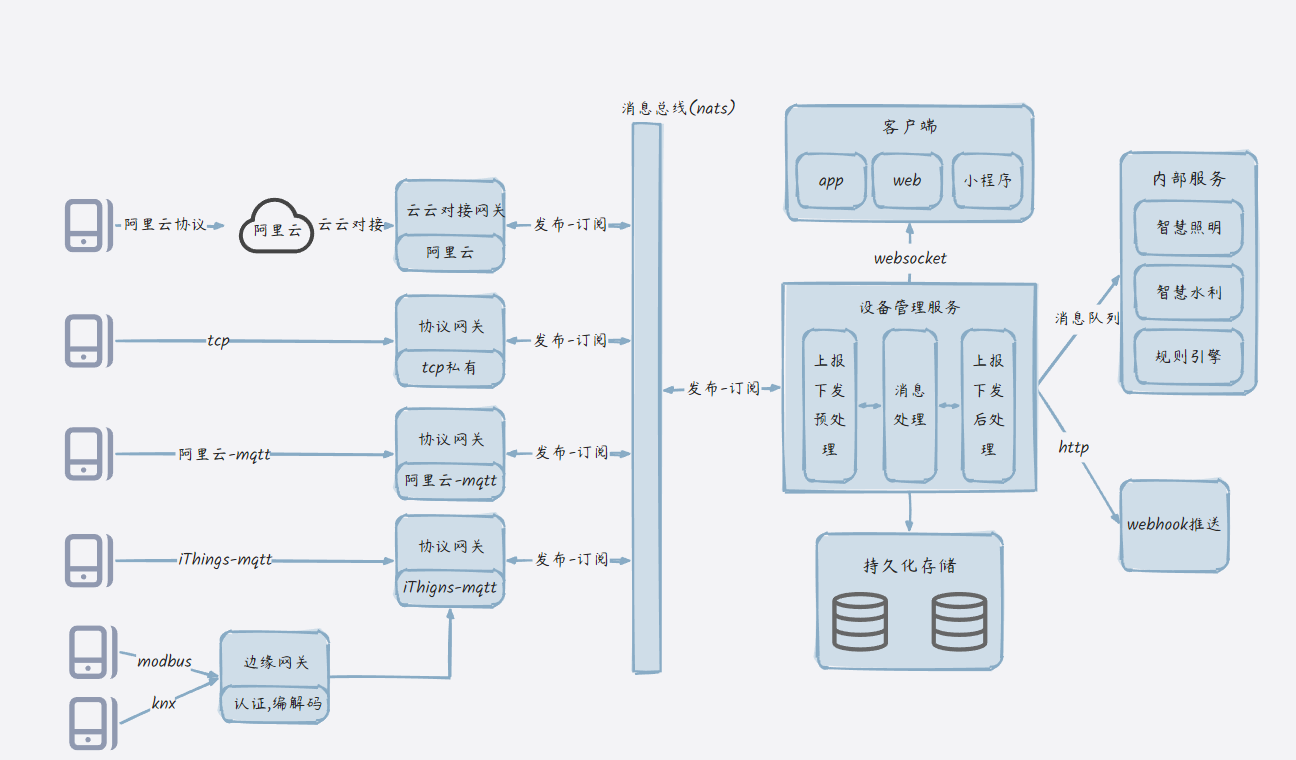 消息总线(nats)
阿里云协议
阿里云
云云对接
云云对接网关
阿里云
发布-订阅
tcp
协议网关
tcp私有
发布-订阅
阿里云-mqtt
协议网关
阿里云-mqtt
发布-订阅
iThings-mqtt
协议网关
iThigns-mqtt
发布-订阅
modbus
knx
边缘网关
认证,编解码
发布-订阅
客户端
app
web
小程序
websocket
设备管理服务
上报
下发
预处
理
消息
处理
上报
下发
后处
理
持久化存储
消息队列
http
内部服务
智慧照明
智慧水利
规则引擎
webhook推送